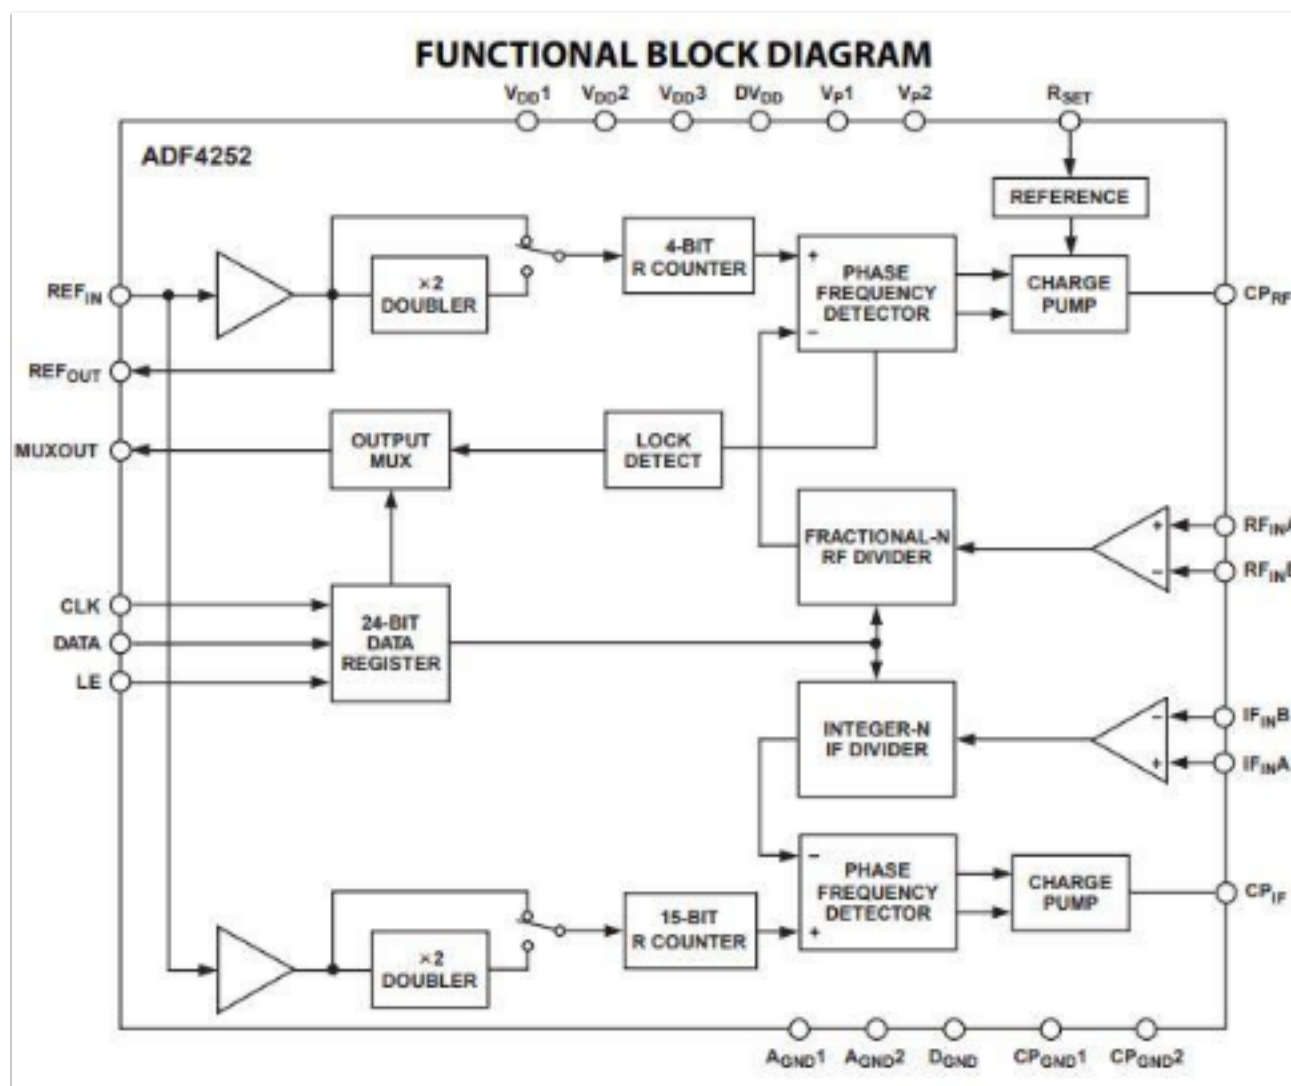 FUNCTIONAL BLOCK DIAGRAM
VDD1 VDD2 VDD3 DVDD VP1 VP2 RSET
ADF4252
REFERENCE
4-BIT
R COUNTER
×2
DOUBLER
+
PHASE
FREQUENCY
DETECTOR
−
CHARGE
PUMP
REFIN
CPRF
REFOUT
MUXOUT
OUTPUT
MUX
LOCK
DETECT
FRACTIONAL-N
RF DIVIDER
+
−
RFINA
RFIN
CLK
DATA
LE
24-BIT
DATA
REGISTER
INTEGER-N
IF DIVIDER
−
+
IFINB
IFINA
−
PHASE
FREQUENCY
DETECTOR
+
CHARGE
PUMP
CPIF
15-BIT
R COUNTER
×2
DOUBLER
AGND1 AGND2 DGND CPGND1 CPGND2